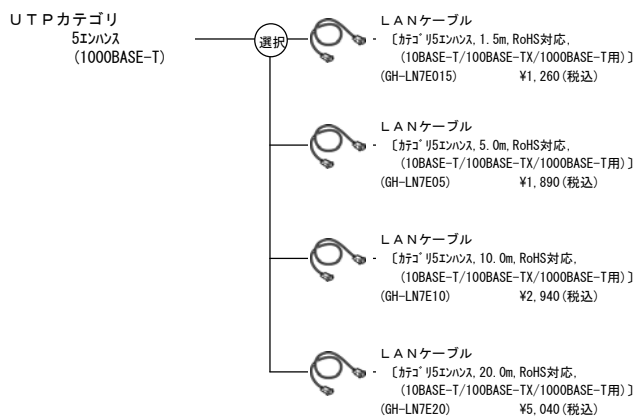 UTPカテゴリ
5エンハンス
(1000BASE-T)
選択
LANケーブル
- 〔カテゴリ5エンハンス, 1.5m, RoHS対応,
(10BASE-T/100BASE-TX/1000BASE-T用)〕
(GH-LN7E015) ¥1,260(税込)
LANケーブル
- 〔カテゴリ5エンハンス, 5.0m, RoHS対応,
(10BASE-T/100BASE-TX/1000BASE-T用)〕
(GH-LN7E05) ¥1,890(税込)
LANケーブル
- 〔カテゴリ5エンハンス, 10.0m, RoHS対応,
(10BASE-T/100BASE-TX/1000BASE-T用)〕
(GH-LN7E10) ¥2,940(税込)
LANケーブル
- 〔カテゴリ5エンハンス, 20.0m, RoHS対応,
(10BASE-T/100BASE-TX/1000BASE-T用)〕
(GH-LN7E20) ¥5,040(税込)